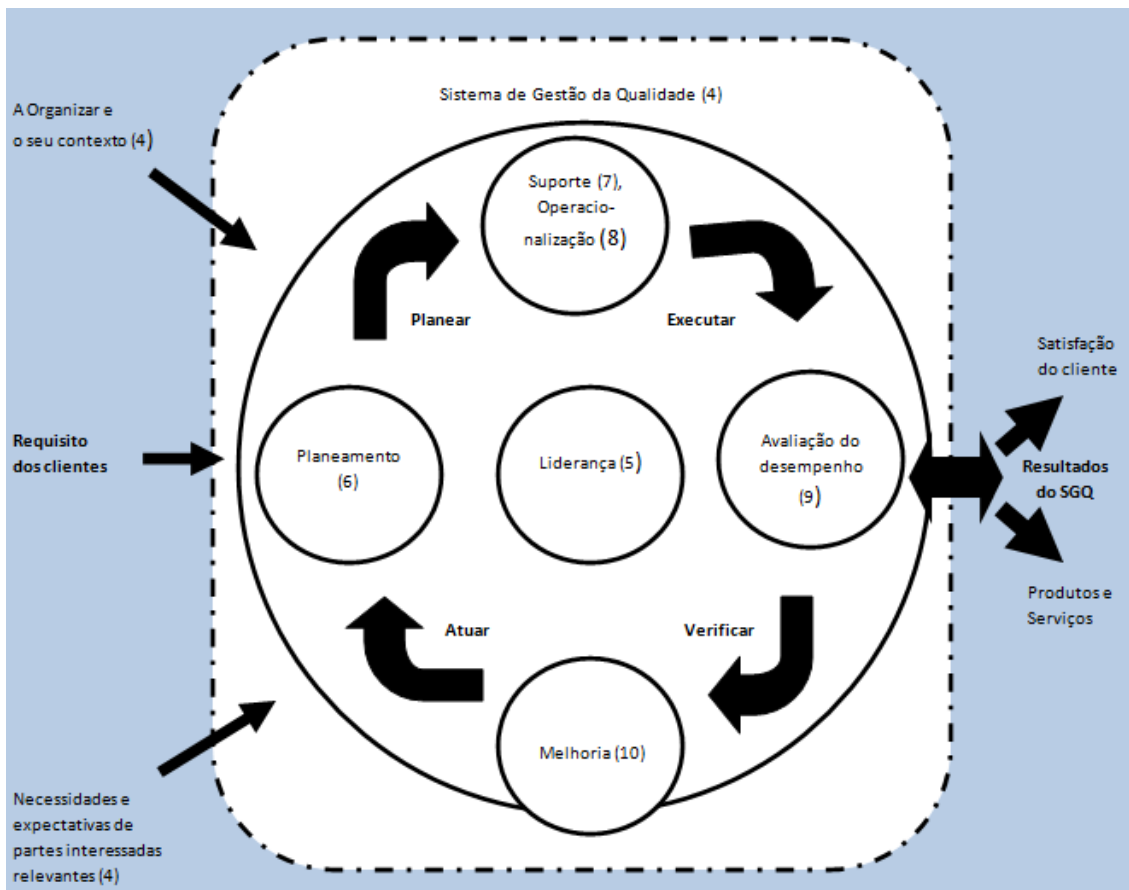 Sistema de Gestão da Qualidade (4)
A Organizar e
o seu contexto (4)
Suporte (7),
Operacio-
nalização (8)
Planear
Executar
Satisfação
do cliente
Requisito
dos clientes
Planeamento
(6)
Liderança (5)
Avaliação do
desempenho
(9)
Resultados
do SGQ
Produtos e
Serviços
Atuar
Verificar
Melhoria (10)
Necessidades e
expectativas de
partes interessadas
relevantes (4)